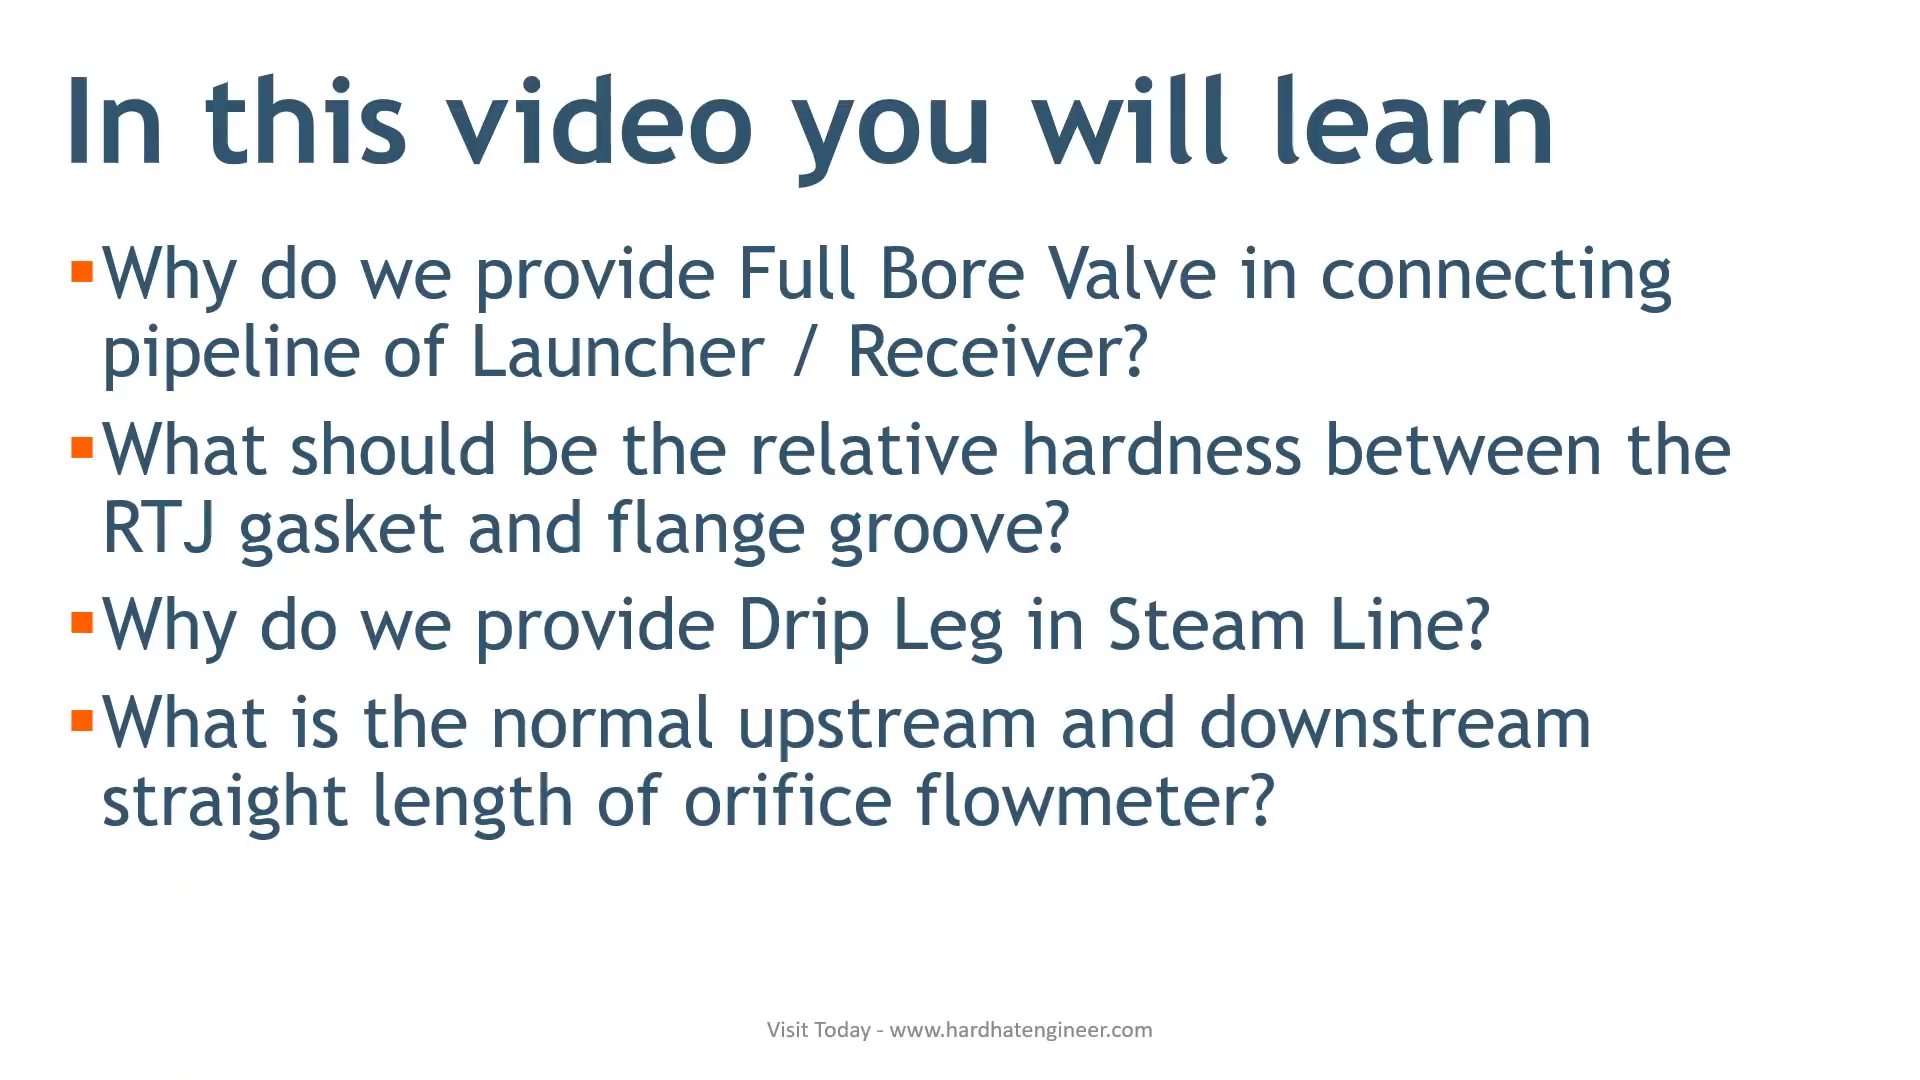 In this video you will learn
▪Why do we provide Full Bore Valve in connecting
pipeline of Launcher / Receiver?
▪What should be the relative hardness between the
RTJ gasket and flange groove?
▪Why do we provide Drip Leg in Steam Line?
▪What is the normal upstream and downstream
straight length of orifice flowmeter?
Visit Today - www.hardhatengineer.com